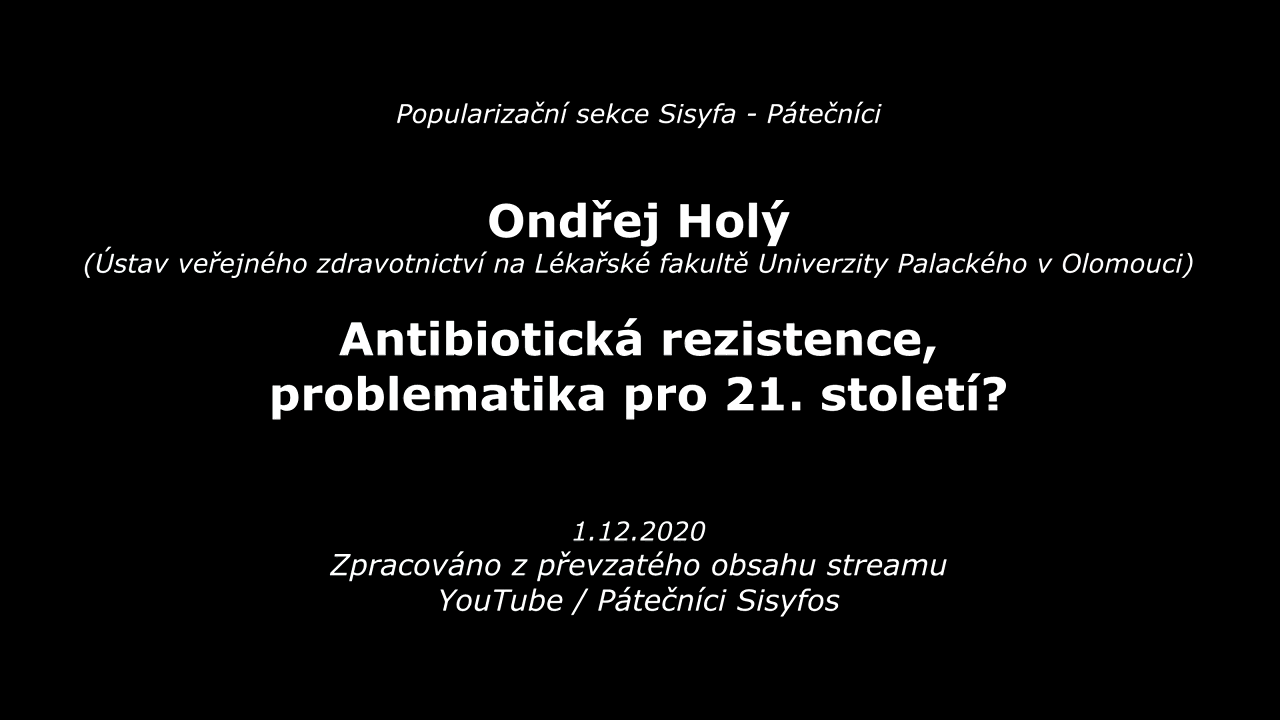 Popularizační sekce Sisyfa - Pátečníci
Ondřej Holý
(Ústav veřejného zdravotnictví na Lékařské fakultě Univerzity Palackého v Olomouci)
Antibiotická rezistence,
problematika pro 21. století?
1.12.2020
Zpracováno z převzatého obsahu streamu
YouTube / Pátečníci Sisyfos